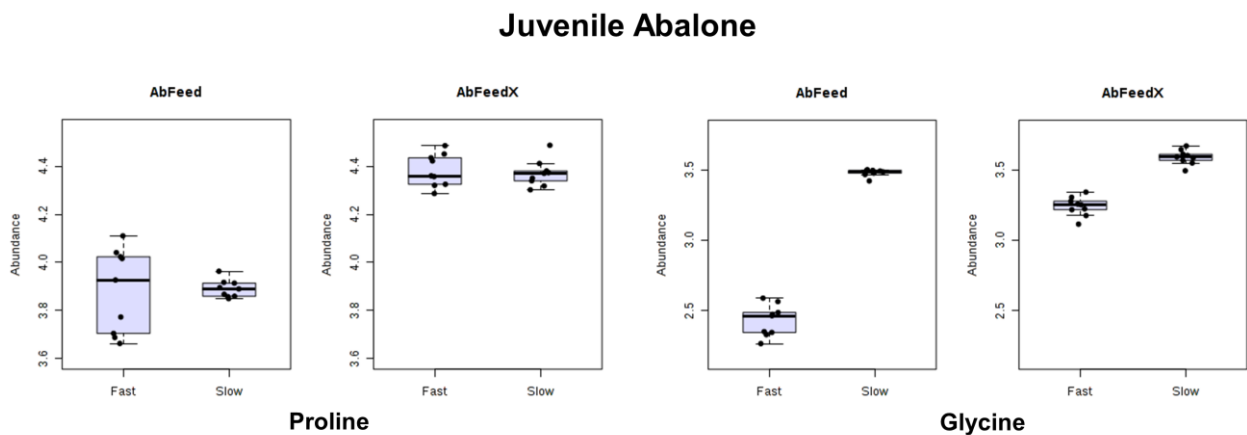 Juvenile Abalone
AbFeed
AbFeedX
AbFeed
AbFeedX
Abundance
3.6 3.8 4.0 4.2 4.4
Abundance
3.6 3.8 4.0 4.2 4.4
Abundance
2.5 3.0 3.5
Abundance
2.5 3.0 3.5
Fast Slow
Fast Slow
Fast Slow
Fast Slow
Proline
Glycine